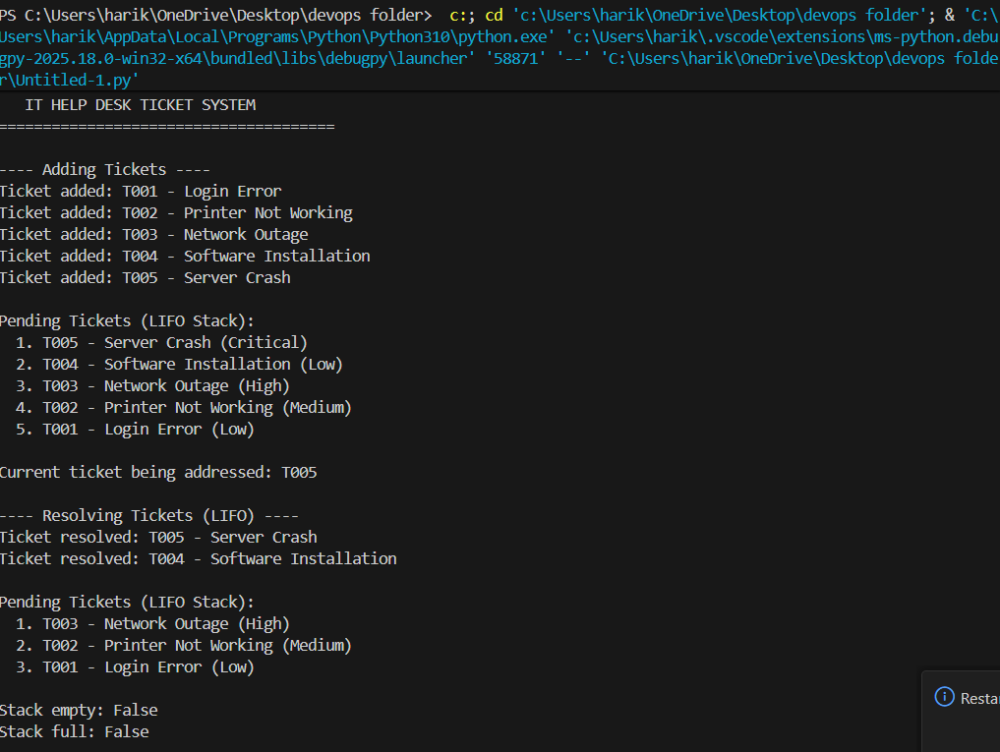 PS C:\Users\harik\OneDrive\Desktop\devops folder>  c:; cd 'c:\Users\harik\OneDrive\Desktop\devops folder'; & 'C:\
Users\harik\AppData\Local\Programs\Python\Python310\python.exe' 'c:\Users\harik\.vscode\extensions\ms-python.debu
gpy-2025.18.0-win32-x64\bundled\libs\debugpy\launcher' '58871' '--' 'C:\Users\harik\OneDrive\Desktop\devops folde
r\Untitled-1.py'
   IT HELP DESK TICKET SYSTEM
======================================
---- Adding Tickets ----
Ticket added: T001 - Login Error
Ticket added: T002 - Printer Not Working
Ticket added: T003 - Network Outage
Ticket added: T004 - Software Installation
Ticket added: T005 - Server Crash
Pending Tickets (LIFO Stack):
  1. T005 - Server Crash (Critical)
  2. T004 - Software Installation (Low)
  3. T003 - Network Outage (High)
  4. T002 - Printer Not Working (Medium)
  5. T001 - Login Error (Low)
Current ticket being addressed: T005
---- Resolving Tickets (LIFO) ----
Ticket resolved: T005 - Server Crash
Ticket resolved: T004 - Software Installation
Pending Tickets (LIFO Stack):
  1. T003 - Network Outage (High)
  2. T002 - Printer Not Working (Medium)
  3. T001 - Login Error (Low)
Stack empty: False
Stack full: False
Resta